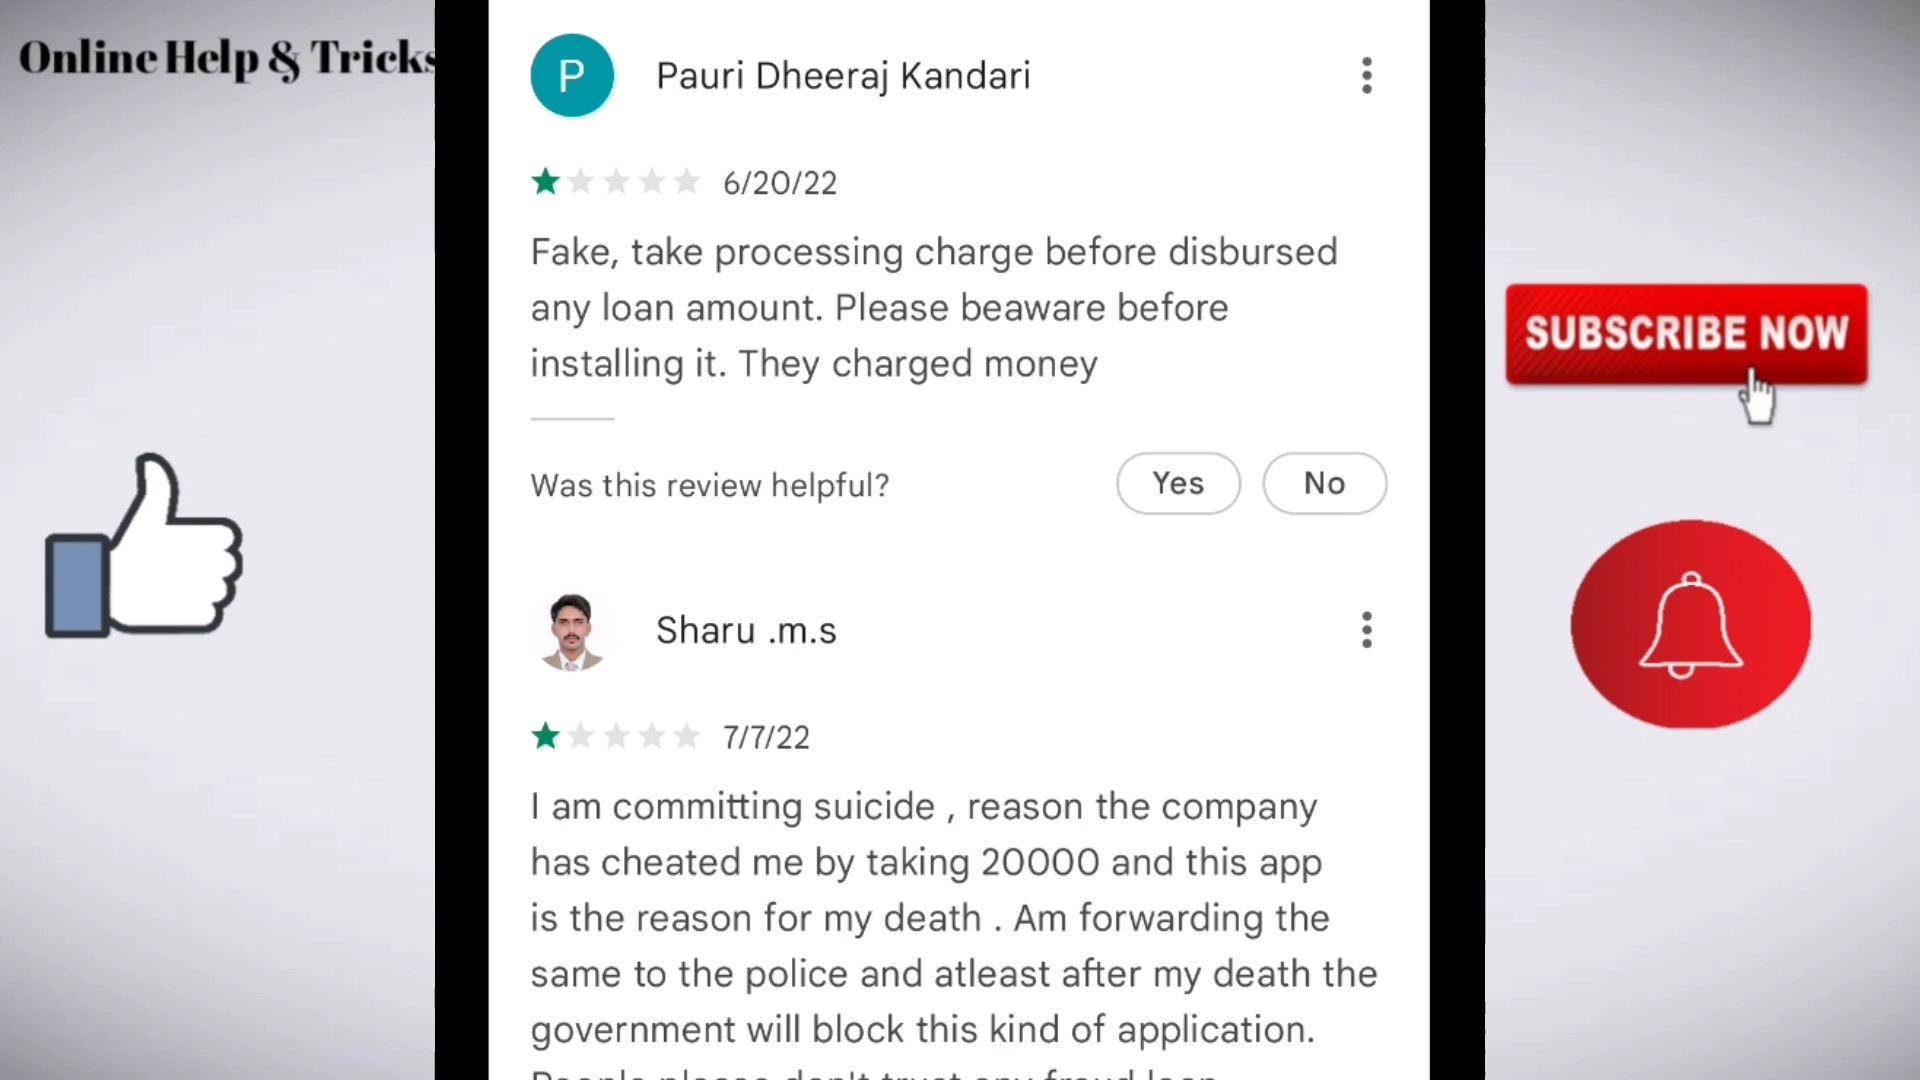 Online Help & Tricks
P
Pauri Dheeraj Kandari
6/20/22
Fake, take processing charge before disbursed
any loan amount. Please beaware before
installing it. They charged money
Was this review helpful?
Yes
No
Sharu .m.s
7/7/22
I am committing suicide , reason the company
has cheated me by taking 20000 and this app
is the reason for my death . Am forwarding the
same to the police and atleast after my death the
government will block this kind of application.
SUBSCRIBE NOW